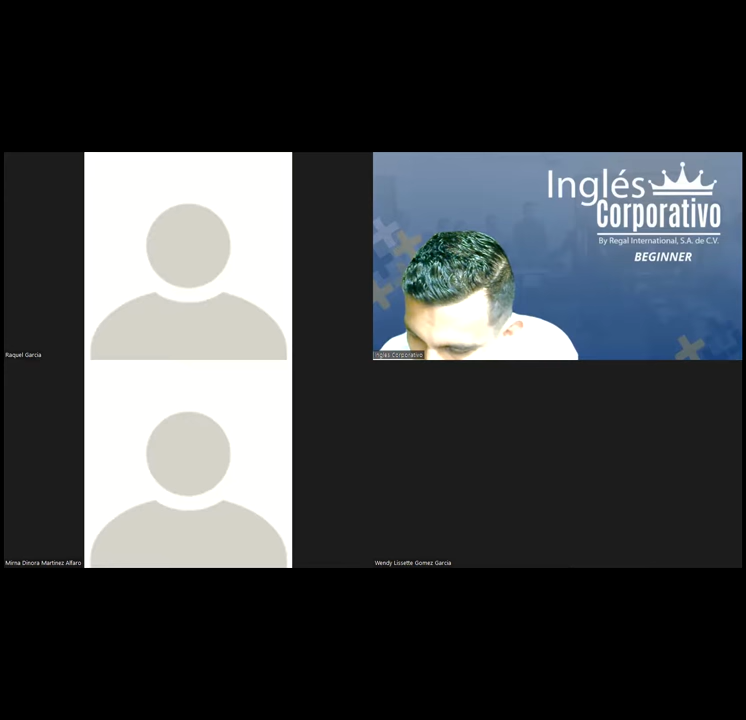 Inglés
Corporativo
By Regal International, S.A. de C.V.
BEGINNER
Raquel Garcia
Inglés Corporativo
Mirna Dinora Martinez Alfaro
Wendy Lissette Gomez Garcia